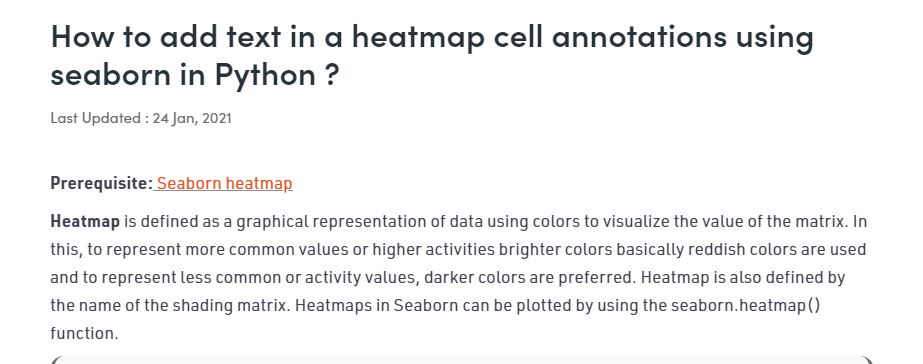 How to add text in a heatmap cell annotations using
seaborn in Python ?
Last Updated : 24 Jan, 2021
Prerequisite: Seaborn heatmap
Heatmap is defined as a graphical representation of data using colors to visualize the value of the matrix. In
this, to represent more common values or higher activities brighter colors basically reddish colors are used
and to represent less common or activity values, darker colors are preferred. Heatmap is also defined by
the name of the shading matrix. Heatmaps in Seaborn can be plotted by using the seaborn.heatmap()
function.